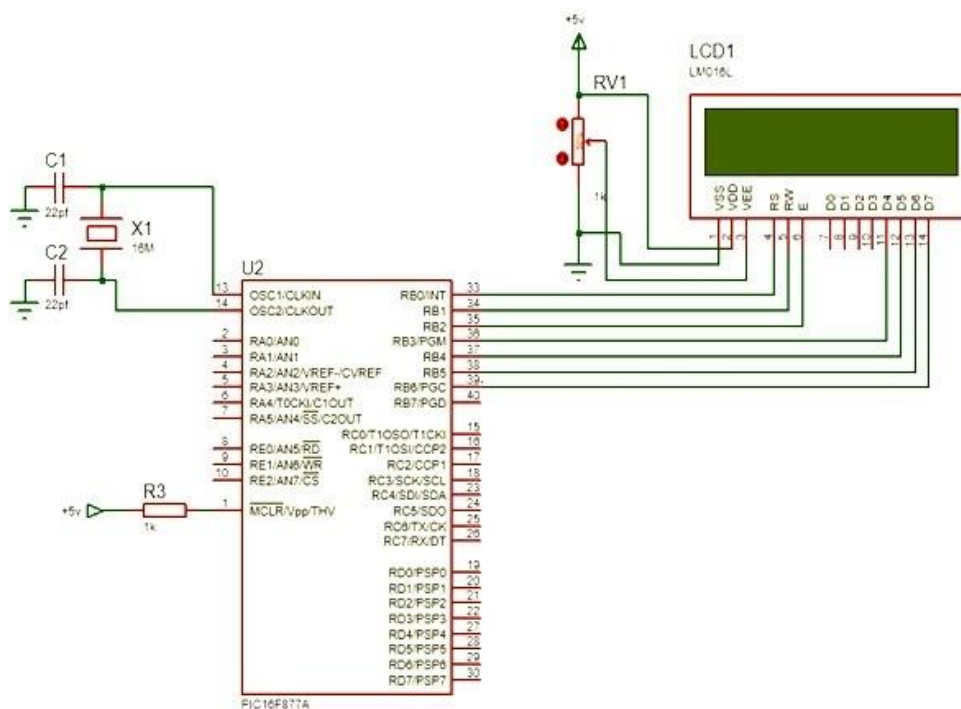 +5v
LCD1
LM016L
RV1
1k
VSS
VDD
VEE
RS
RW
E
D0
D1
D2
D3
D4
D5
D6
D7
1
2
3
4
5
6
7
8
9
10
11
12
13
14
C1
22pf
X1
16M
C2
22pf
U2
13 OSC1/CLKIN
14 OSC2/CLKOUT
2 RA0/AN0
3 RA1/AN1
4 RA2/AN2/VREF-/CVREF
5 RA3/AN3/VREF+
6 RA4/T0CKI/C1OUT
7 RA5/AN4/SS/C2OUT
8 RE0/AN5/RD
9 RE1/AN6/WR
10 RE2/AN7/CS
1 MCLR/Vpp/THV
RB0/INT 33
RB1 34
RB2 35
RB3/PGM 36
RB4 37
RB5 38
RB6/PGC 39
RB7/PGD 40
RC0/T1OSO/T1CKI 15
RC1/T1OSI/CCP2 16
RC2/CCP1 17
RC3/SCK/SCL 18
RC4/SDI/SDA 23
RC5/SDO 24
RC6/TX/CK 25
RC7/RX/DT 26
RD0/PSP0 19
RD1/PSP1 20
RD2/PSP2 21
RD3/PSP3 22
RD4/PSP4 27
RD5/PSP5 28
RD6/PSP6 29
RD7/PSP7 30
+5v
R3
1k
PIC16F877A